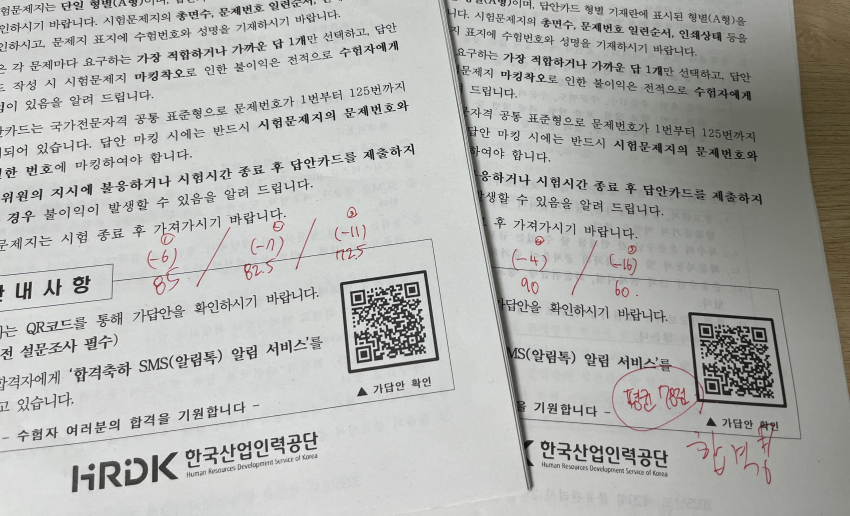 시험문제지는 단일 형별(A형)이며, 답안
인하시기 바랍니다. 시험문제지의 총면수, 문제번호 일련순서, 인
인하시고, 문제지 표지에 수험번호와 성명을 기재하시기 바랍니다.
은 각 문제마다 요구하는 가장 적합하거나 가까운 답 1개만 선택하고, 답안
드 작성 시 시험문제지 마킹착오로 인한 불이익은 전적으로 수험자에게
임이 있음을 알려 드립니다.
안카드는 국가전문자격 공통 표준형으로 문제번호가 1번부터 125번까지
되어 있습니다. 답안 마킹 시에는 반드시 시험문제지의 문제번호와
일한 번호에 마킹하여야 합니다.
위원의 지시에 불응하거나 시험시간 종료 후 답안카드를 제출하지
경우 불이익이 발생할 수 있음을 알려 드립니다.
문제지는 시험 종료 후 가져가시기 바랍니다.
① (-6) 85 / (-7) 82.5 / ③ (-11) 72.5
안 내 사 항
자는 QR코드를 통해 가답안을 확인하시기 바랍니다.
전 설문조사 필수)
합격자에게 '합격축하 SMS(알림톡) 알림 서비스'를
고 있습니다.
▲ 가답안 확인
- 수험자 여러분의 합격을 기원합니다 -
HRDK 한국산업인력공단
Human Resources Development Service of Korea
형)이며, 답안카드 형별 기재란에 표시된 형별(A형)을
니다. 시험문제지의 총면수, 문제번호 일련순서, 인쇄상태 등을
지 표지에 수험번호와 성명을 기재하시기 바랍니다.
요구하는 가장 적합하거나 가까운 답 1개만 선택하고, 답안
험문제지 마킹착오로 인한 불이익은 전적으로 수험자에게
드립니다.
문자격 공통 표준형으로 문제번호가 1번부터 125번까지
답안 마킹 시에는 반드시 시험문제지의 문제번호와
하여야 합니다.
불응하거나 시험시간 종료 후 답안카드를 제출하지
발생할 수 있음을 알려 드립니다.
후 가져가시기 바랍니다.
(-4) 90 / (-16) 60
가답안을 확인하시기 바랍니다.
SMS(알림톡) 알림 서비스'를
평균 78점
▲ 가답안 확인
을 기원합니다 -
한국산업인력공단
Human Resources Development Service of Korea